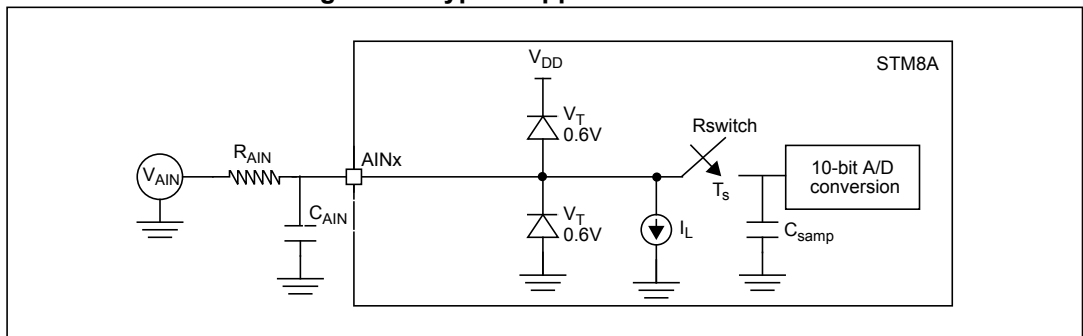 V_DD
STM8A
V_T
0.6V
Rswitch
R_AIN
AINx
10-bit A/D
conversion
V_AIN
T_s
C_AIN
V_T
0.6V
I_L
C_samp